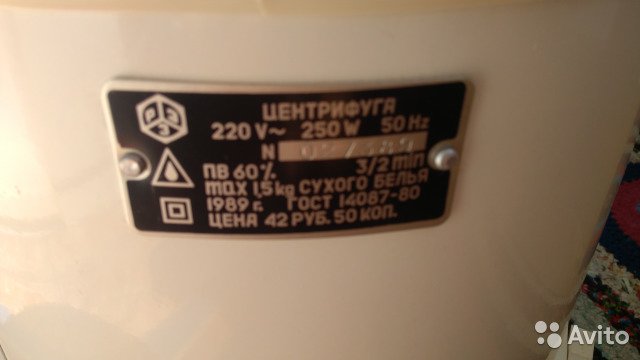 ЦЕНТРИФУГА
220 V~ 250 W 50 Hz
N
ПВ 60% 3/2 min
max 1,5 kg СУХОГО БЕЛЬЯ
1989 г. ГОСТ 14087-80
ЦЕНА 42 РУБ. 50 КОП.
Avito